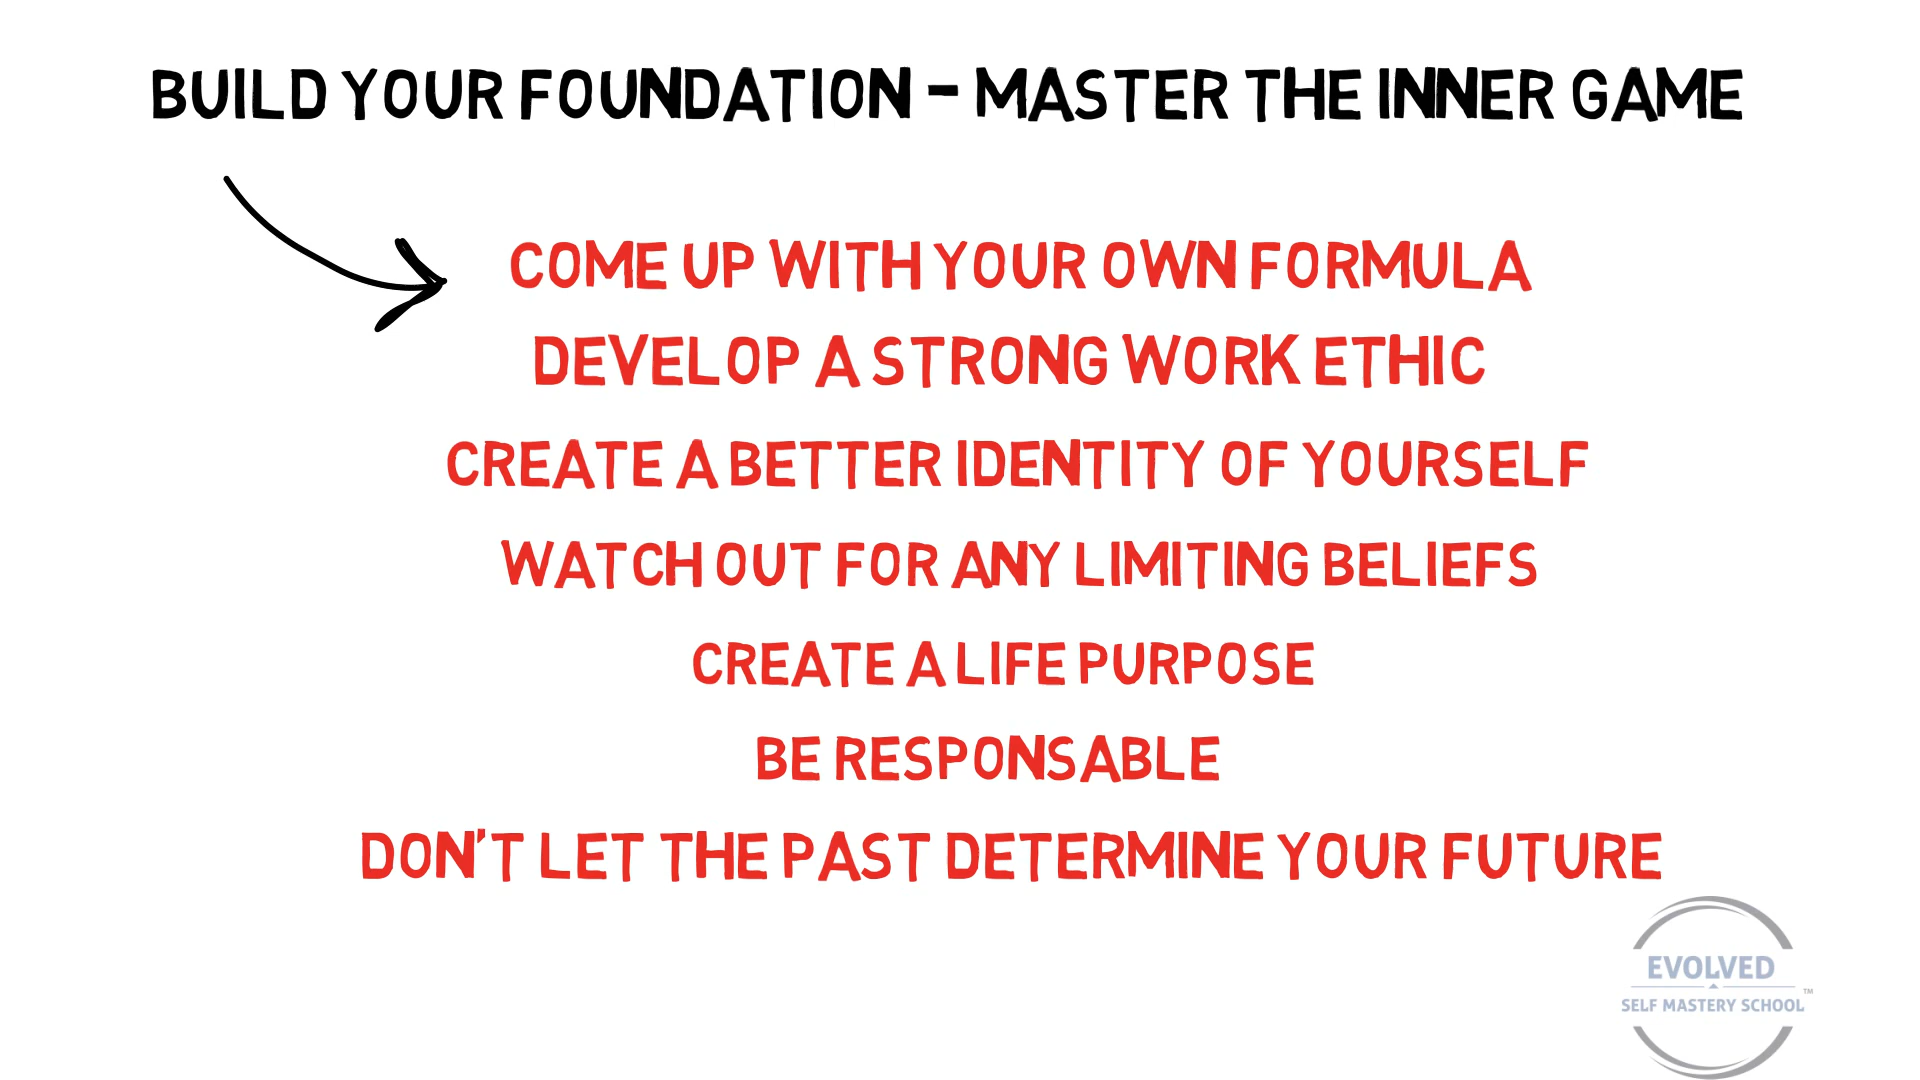 BUILD YOUR FOUNDATION - MASTER THE INNER GAME
COME UP WITH YOUR OWN FORMULA
DEVELOP A STRONG WORK ETHIC
CREATE A BETTER IDENTITY OF YOURSELF
WATCH OUT FOR ANY LIMITING BELIEFS
CREATE A LIFE PURPOSE
BE RESPONSABLE
DON'T LET THE PAST DETERMINE YOUR FUTURE
EVOLVED
SELF MASTERY SCHOOL™